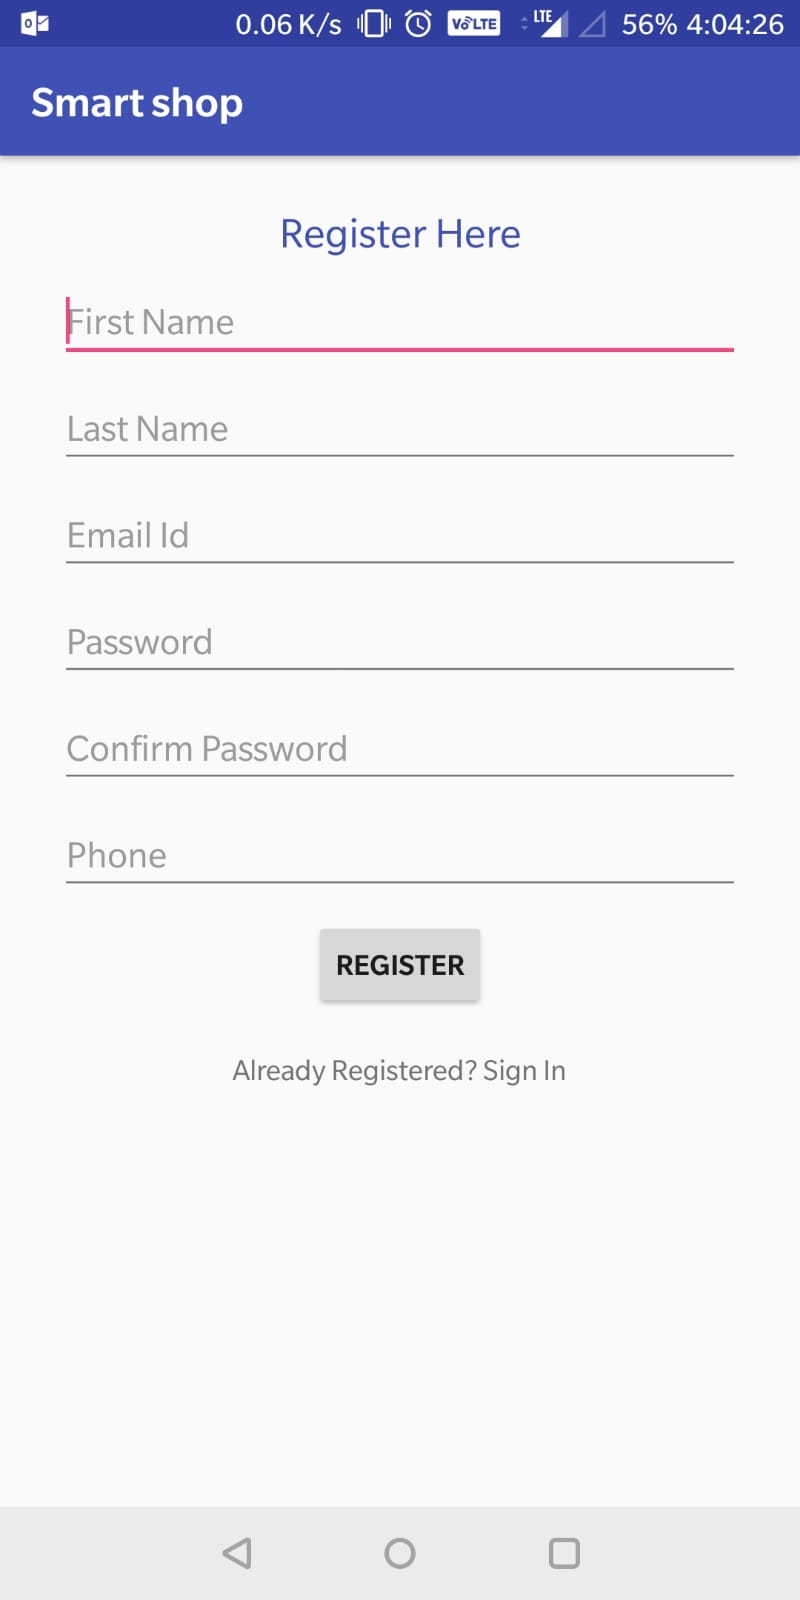 0.06 K/s VoLTE LTE 56% 4:04:26
Smart shop
Register Here
First Name
Last Name
Email Id
Password
Confirm Password
Phone
REGISTER
Already Registered? Sign In